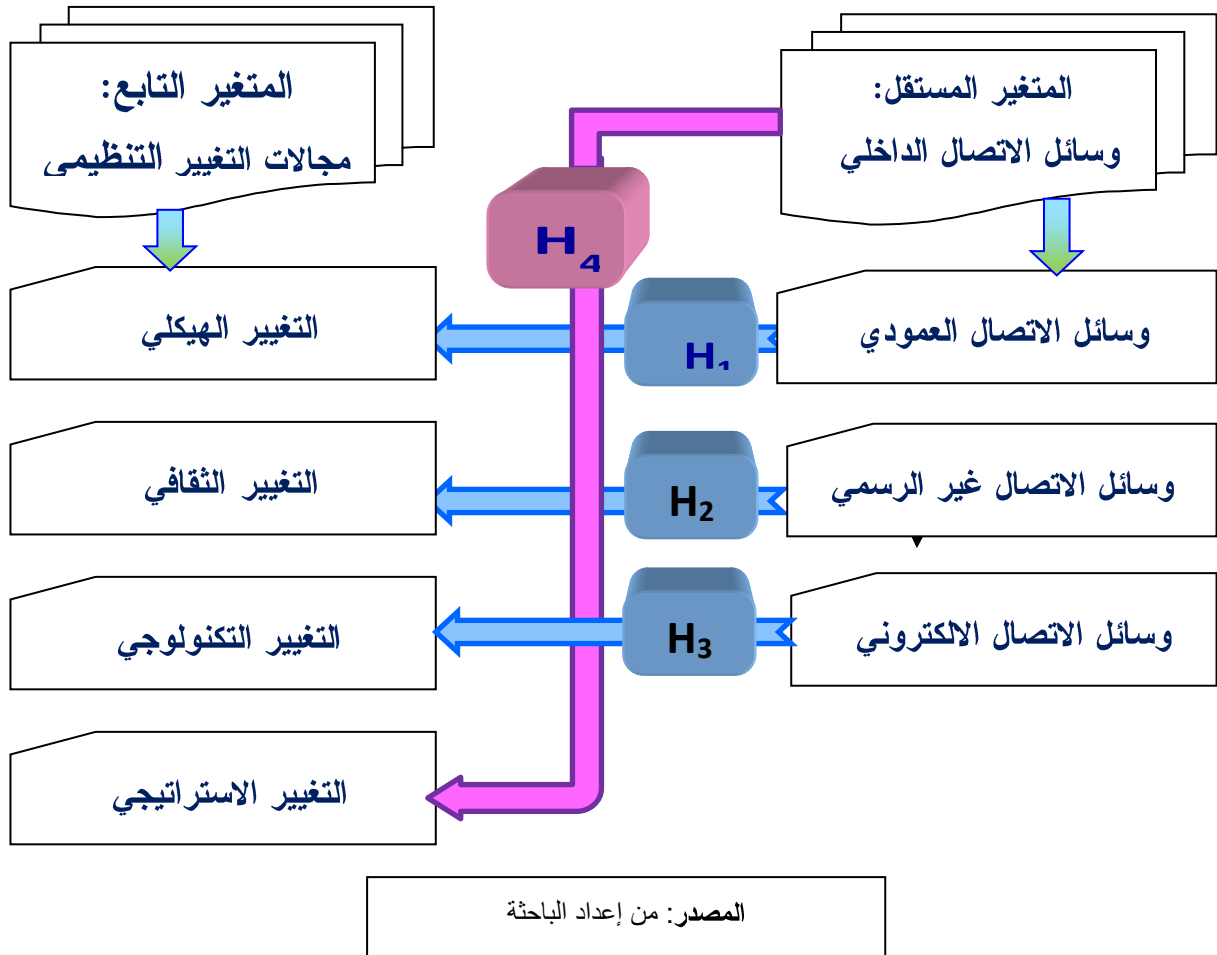 المتغير المستقل:
وسائل الاتصال الداخلي
المتغير التابع:
مجالات التغيير التنظيمي
H4
وسائل الاتصال العمودي
H1
التغيير الهيكلي
وسائل الاتصال غير الرسمي
H2
التغيير الثقافي
وسائل الاتصال الالكتروني
H3
التغيير التكنولوجي
التغيير الاستراتيجي
المصدر: من إعداد الباحثة